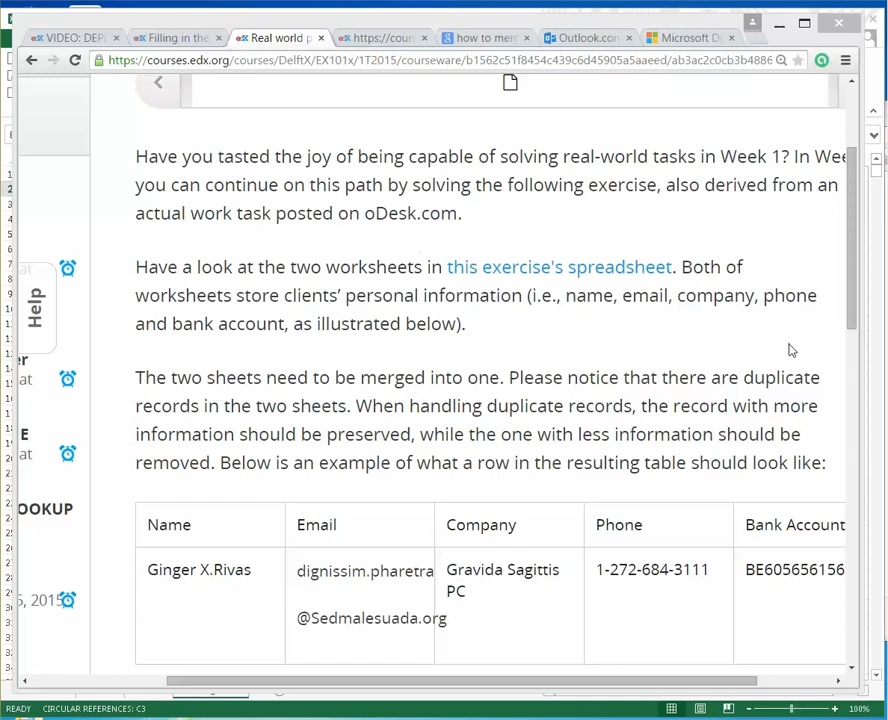 VIDEO: DEPL
Filling in the
Real world p
https://cours
how to mer
Outlook.com
Microsoft D
https://courses.edx.org/courses/DelftX/EX101x/1T2015/courseware/b1562c51f8454c439c6d45905a5aaeed/ab3ac2c0cb3b4886
Have you tasted the joy of being capable of solving real-world tasks in Week 1? In Wee
you can continue on this path by solving the following exercise, also derived from an
actual work task posted on oDesk.com.
Have a look at the two worksheets in this exercise's spreadsheet. Both of
worksheets store clients’ personal information (i.e., name, email, company, phone
and bank account, as illustrated below).
The two sheets need to be merged into one. Please notice that there are duplicate
records in the two sheets. When handling duplicate records, the record with more
information should be preserved, while the one with less information should be
removed. Below is an example of what a row in the resulting table should look like:
Name Email Company Phone Bank Account
Ginger X.Rivas dignissim.pharetra Gravida Sagittis 1-272-684-3111 BE605656156
PC
@Sedmalesuada.org
Help
at
er
at
E
at
OOKUP
5, 2015
READY CIRCULAR REFERENCES: C3 100%